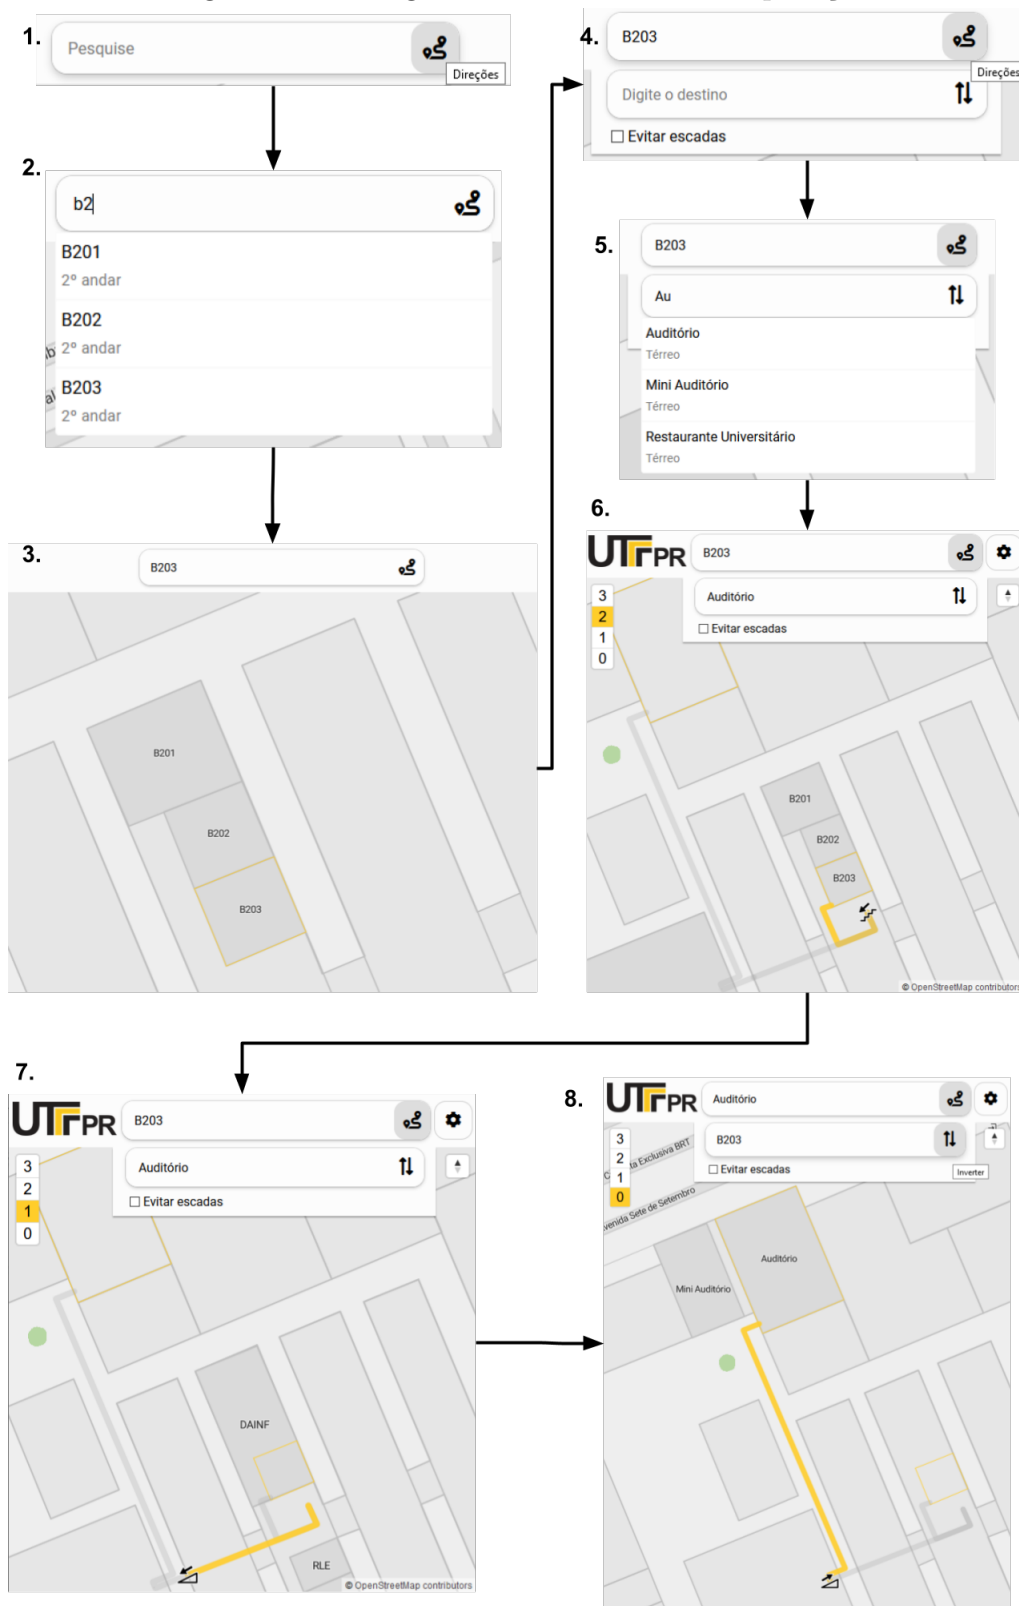 1.
Pesquise
Direções
2.
b2
B201
2º andar
B202
2º andar
B203
2º andar
3.
B203
B201
B202
B203
4.
B203
Direções
Digite o destino
Evitar escadas
5.
B203
Au
Auditório
Térreo
Mini Auditório
Térreo
Restaurante Universitário
Térreo
6.
UTFPR
B203
Auditório
Evitar escadas
3
2
1
0
B201
B202
B203
© OpenStreetMap contributors
7.
UTFPR
B203
Auditório
Evitar escadas
3
2
1
0
DAINF
RLE
© OpenStreetMap contributors
8.
UTFPR
Auditório
B203
Evitar escadas
Inverter
3
2
1
0
Exclusiva BRT
venida Sete de Setembro
Auditório
Mini Auditório